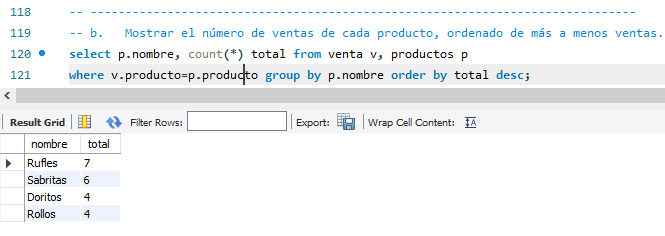 118 -- ----------------------------------------------------------------------
119 -- b. Mostrar el número de ventas de cada producto, ordenado de más a menos ventas.
120 select p.nombre, count(*) total from venta v, productos p
121 where v.producto=p.producto group by p.nombre order by total desc;
Result Grid Filter Rows: Export: Wrap Cell Content: IA
nombre total
Rufles 7
Sabritas 6
Doritos 4
Rollos 4